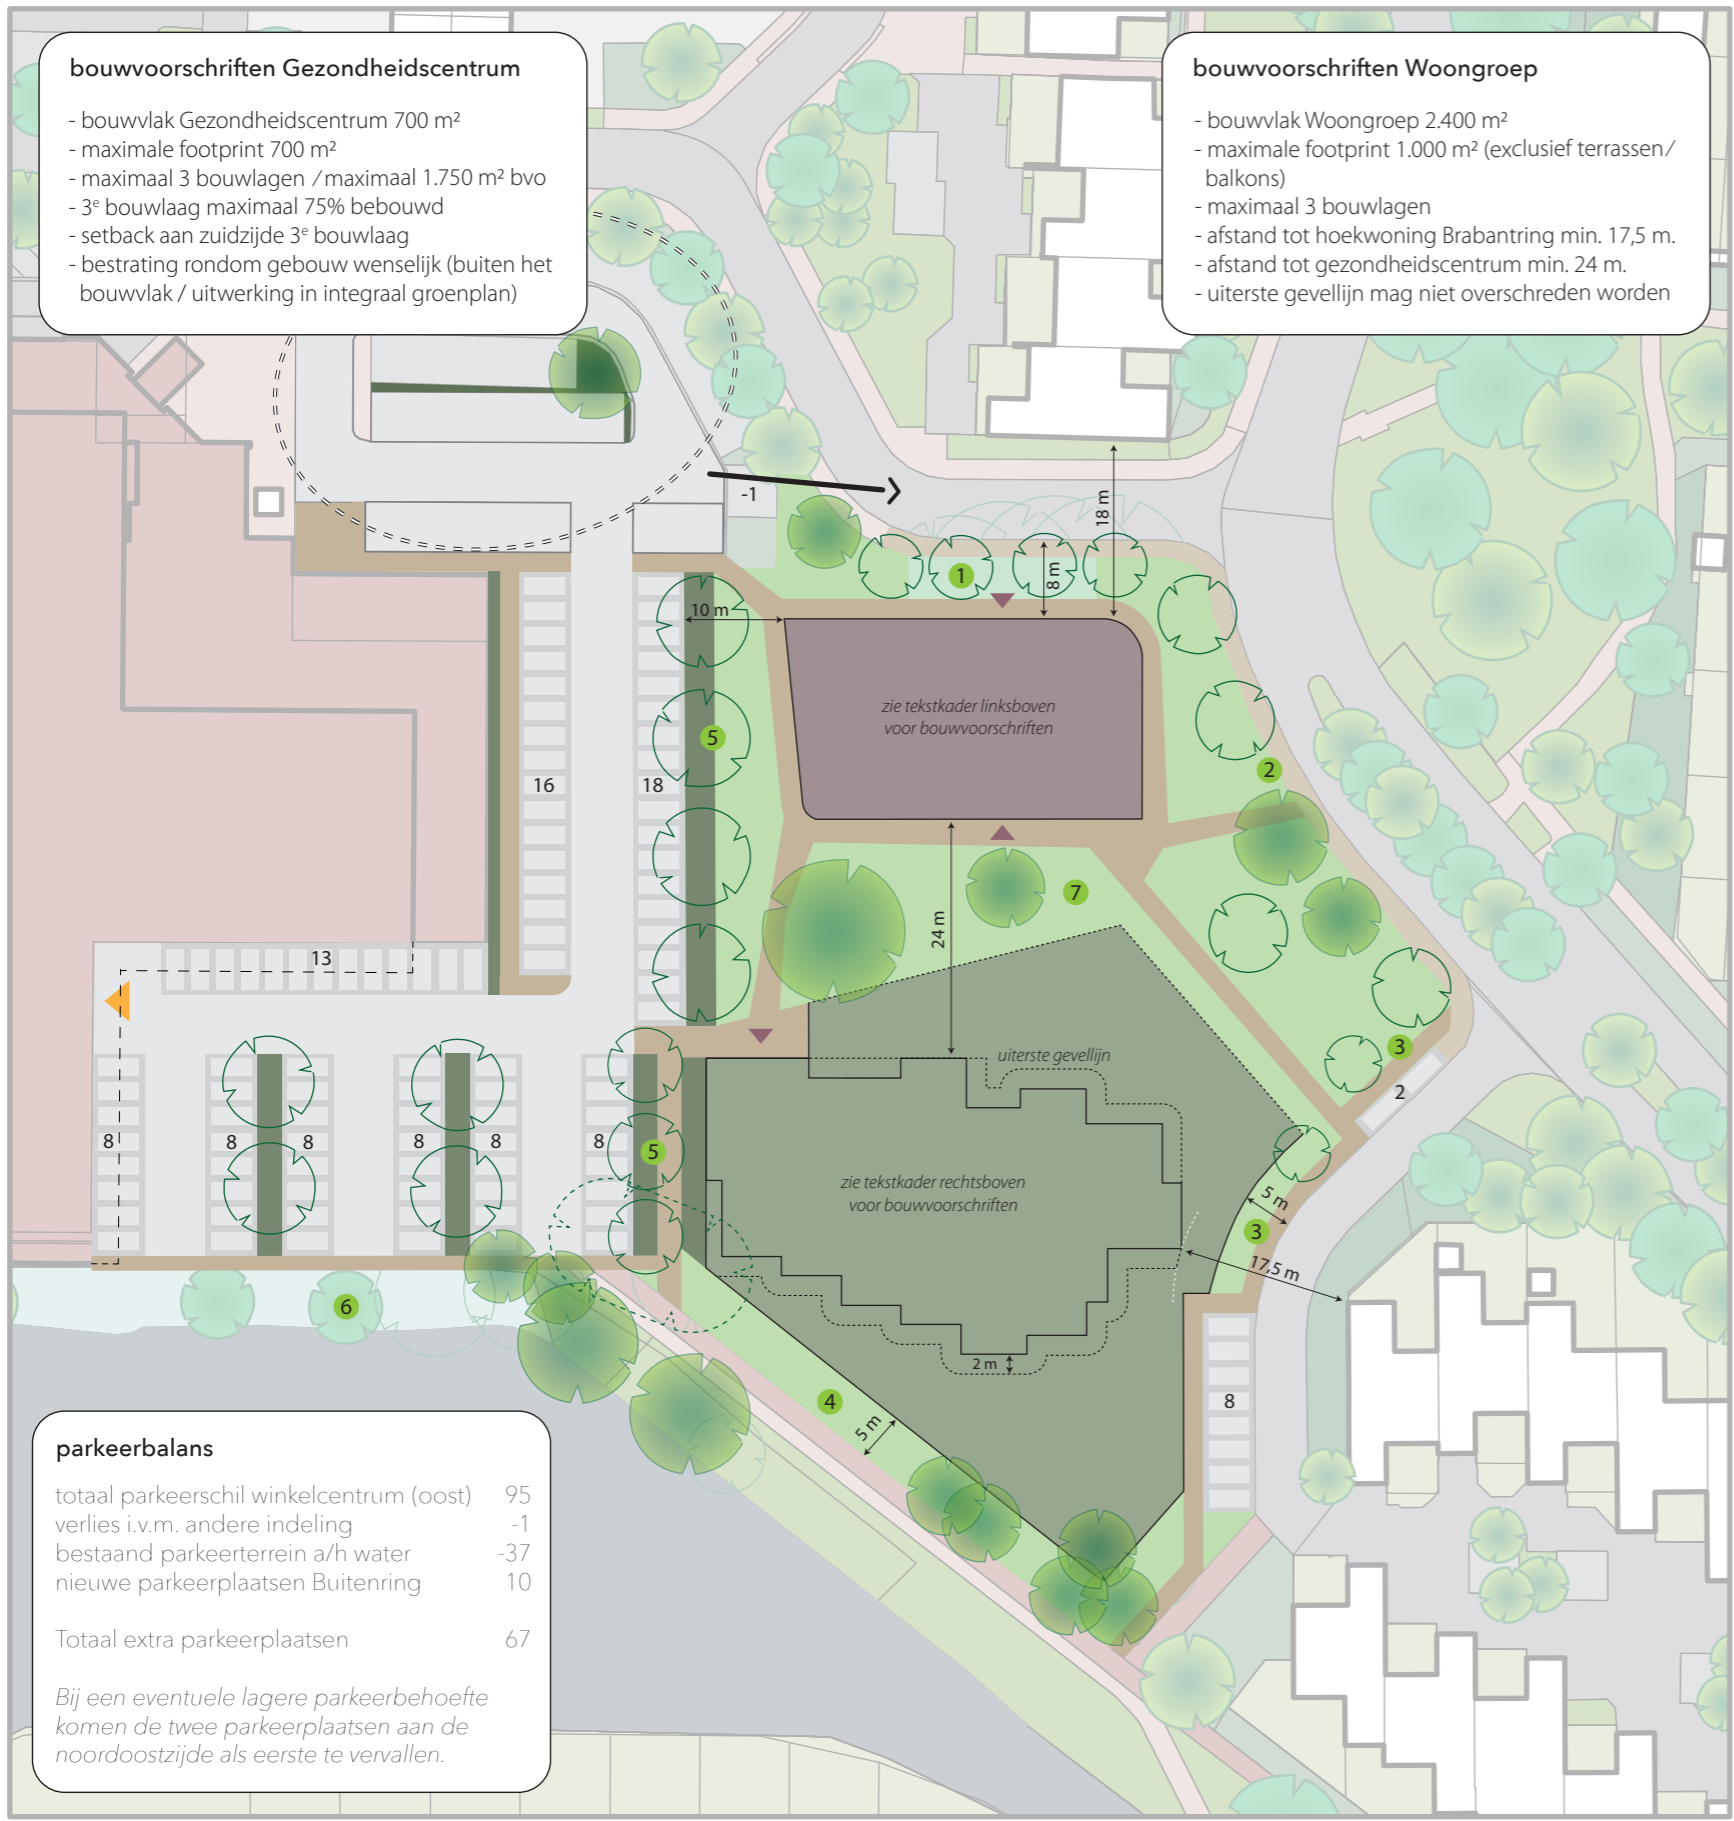 bouwvoorschriften Gezondheidscentrum
- bouwvlak Gezondheidscentrum 700 m²
- maximale footprint 700 m²
- maximaal 3 bouwlagen / maximaal 1.750 m² bvo
- 3ᵉ bouwlaag maximaal 75% bebouwd
- setback aan zuidzijde 3ᵉ bouwlaag
- bestrating rondom gebouw wenselijk (buiten het
bouwvlak / uitwerking in integraal groenplan)
bouwvoorschriften Woongroep
- bouwvlak Woongroep 2.400 m²
- maximale footprint 1.000 m² (exclusief terrassen/
balkons)
- maximaal 3 bouwlagen
- afstand tot hoekwoning Brabantring min. 17,5 m.
- afstand tot gezondheidscentrum min. 24 m.
- uiterste gevellijn mag niet overschreden worden
-1
18 m
1
8 m
10 m
zie tekstkader linksboven
voor bouwvoorschriften
5
2
16
18
7
24 m
13
3
uiterste gevellijn
2
8
8
8
8
8
8
5
zie tekstkader rechtsboven
voor bouwvoorschriften
5 m
3
17,5 m
6
2 m
4
5 m
8
parkeerbalans
totaal parkeerschil winkelcentrum (oost) 95
verlies i.v.m. andere indeling -1
bestaand parkeerterrein a/h water -37
nieuwe parkeerplaatsen Buitenring 10
Totaal extra parkeerplaatsen 67
Bij een eventuele lagere parkeerbehoefte
komen de twee parkeerplaatsen aan de
noordoostzijde als eerste te vervallen.